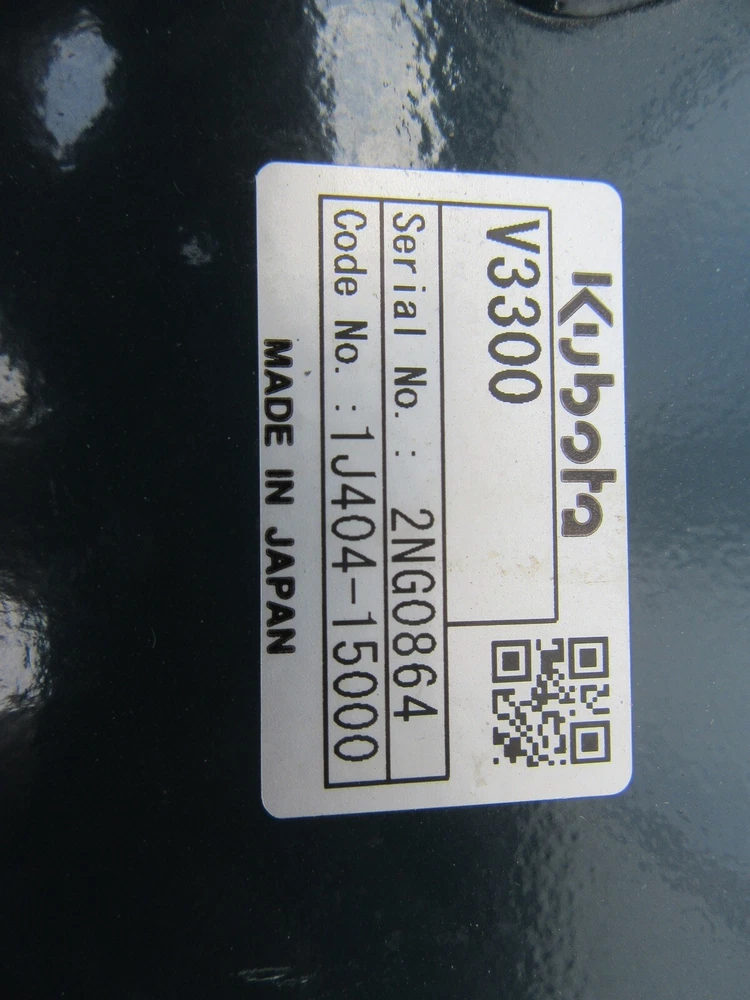 Kubota
V3300
Serial No. : 2NG0864
Code No. : 1J404-15000
MADE IN JAPAN